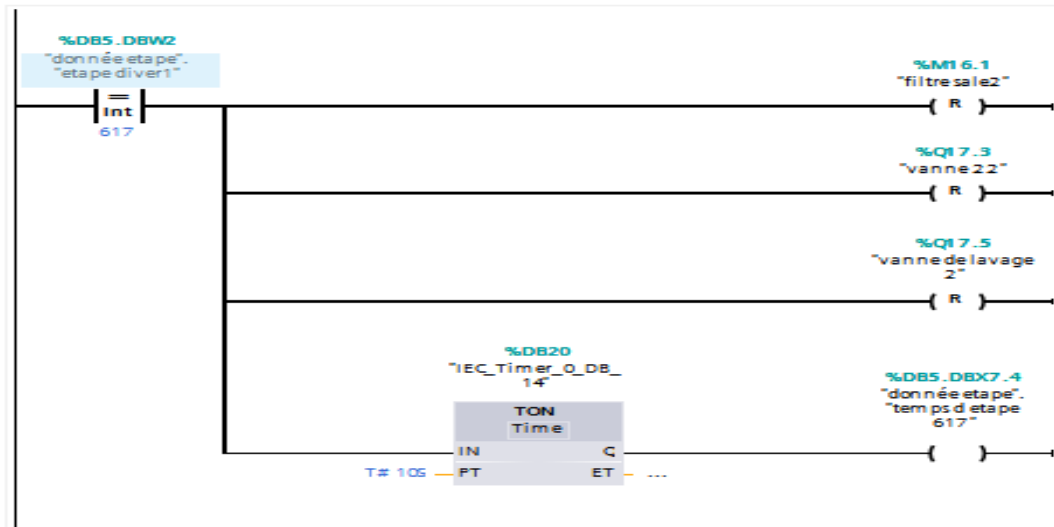 %DB5.DBW2
"donnée etape".
"etape diver1"
==
Int
617
%M16.1
"filtre sale2"
( R )
%Q17.3
"vanne 22"
( R )
%Q17.5
"vanne de lavage
2"
( R )
%DB20
"IEC_Timer_0_DB_
14"
TON
Time
IN Q
T# 10S PT ET ...
%DB5.DBX7.4
"donnée etape".
"temps d etape
617"
( )